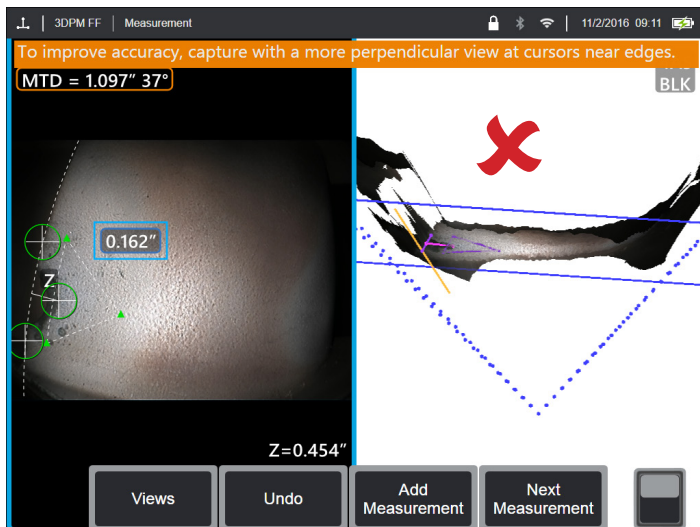 3DPM FF
Measurement
11/2/2016 09:11
To improve accuracy, capture with a more perpendicular view at cursors near edges.
MTD = 1.097" 37°
BLK
0.162"
Z
Z=0.454"
Views
Undo
Add
Measurement
Next
Measurement